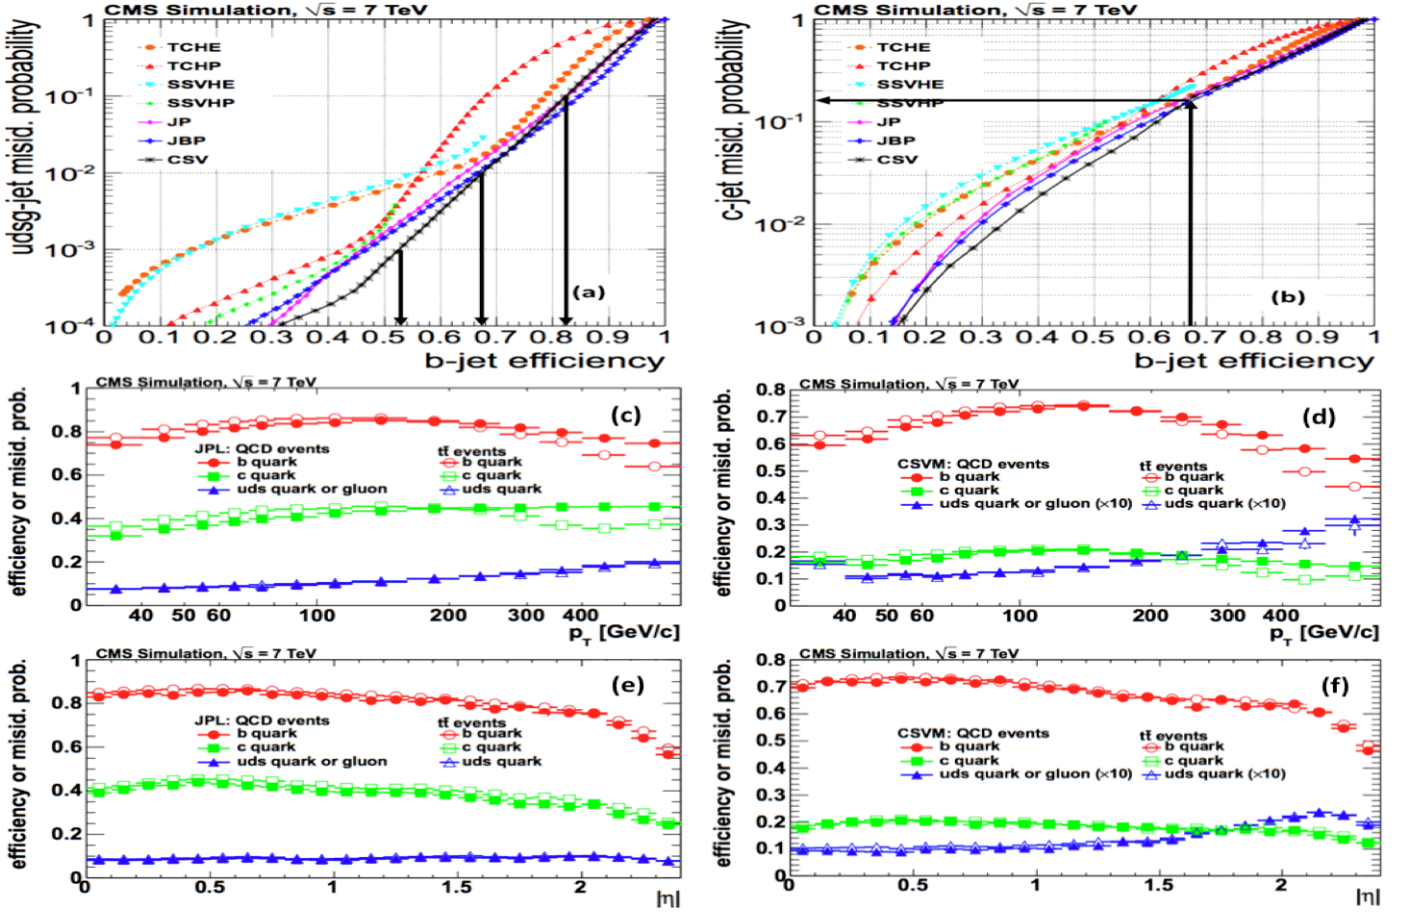 CMS Simulation, √s = 7 TeV
udsg-jet misid. probability
1
10⁻¹
10⁻²
10⁻³
10⁻⁴
TCHE
TCHP
SSVHE
SSVHP
JP
JBP
CSV
(a)
0 0.1 0.2 0.3 0.4 0.5 0.6 0.7 0.8 0.9 1
b-jet efficiency
CMS Simulation, √s = 7 TeV
c-jet misid. probability
1
10⁻¹
10⁻²
10⁻³
TCHE
TCHP
SSVHE
SSVHP
JP
JBP
CSV
(b)
0 0.1 0.2 0.3 0.4 0.5 0.6 0.7 0.8 0.9 1
b-jet efficiency
CMS Simulation, √s = 7 TeV
efficiency or misid. prob.
1
0.8
0.6
0.4
0.2
0
(c)
JPL: QCD events tt̄ events
b quark b quark
c quark c quark
uds quark or gluon uds quark
40 50 60 100 200 300 400
p_T [GeV/c]
CMS Simulation, √s = 7 TeV
efficiency or misid. prob.
0.8
0.7
0.6
0.5
0.4
0.3
0.2
0.1
0
(d)
CSVM: QCD events tt̄ events
b quark b quark
c quark c quark
uds quark or gluon (×10) uds quark (×10)
40 50 60 100 200 300 400
p_T [GeV/c]
CMS Simulation, √s = 7 TeV
efficiency or misid. prob.
1
0.8
0.6
0.4
0.2
0
(e)
JPL: QCD events tt̄ events
b quark b quark
c quark c quark
uds quark or gluon uds quark
0 0.5 1 1.5 2
|η|
CMS Simulation, √s = 7 TeV
efficiency or misid. prob.
0.8
0.7
0.6
0.5
0.4
0.3
0.2
0.1
0
(f)
CSVM: QCD events tt̄ events
b quark b quark
c quark c quark
uds quark or gluon (×10) uds quark (×10)
0 0.5 1 1.5 2
|η|